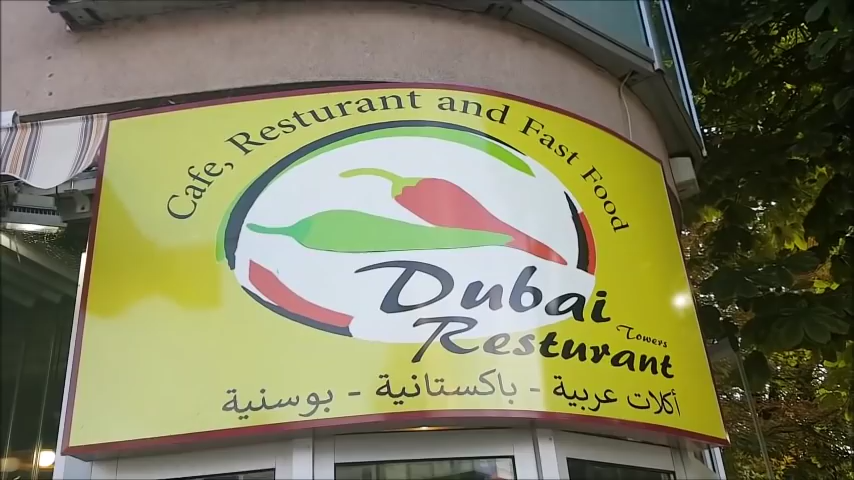 Cafe, Resturant and Fast Food
Dubai
Towers
Resturant
أكلات عربية - باكستانية - بوسنية